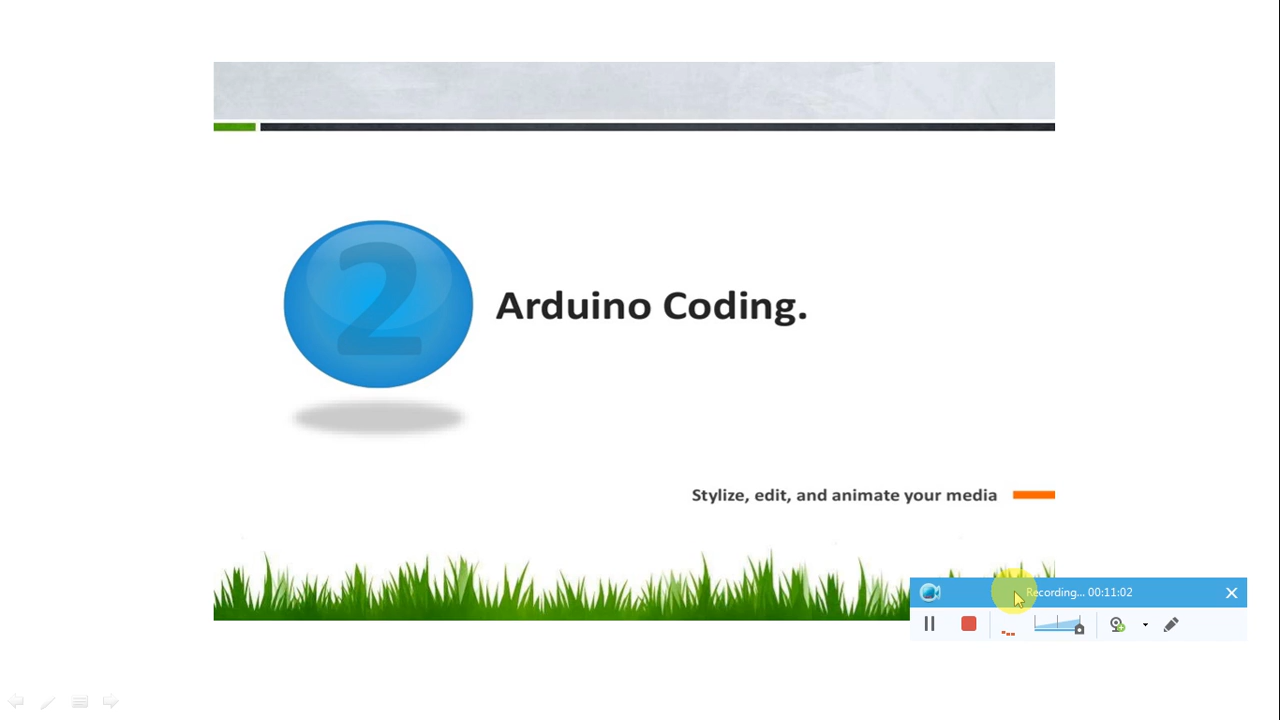 2
Arduino Coding.
Stylize, edit, and animate your media
Recording... 00:11:02